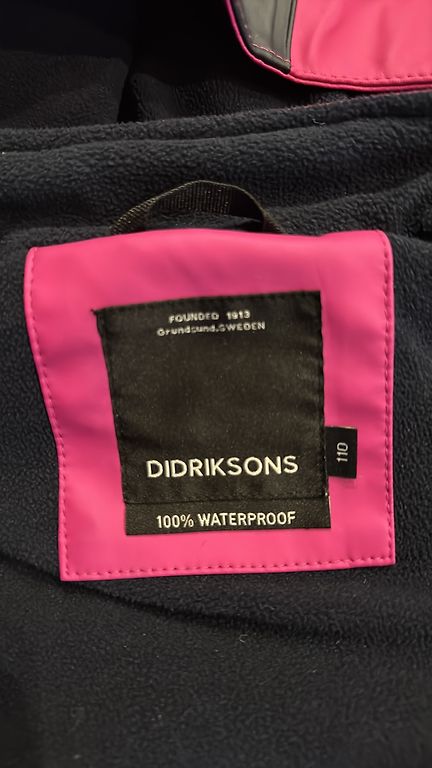 FOUNDED 1913
Grundsund.SWEDEN
DIDRIKSONS
110
100% WATERPROOF